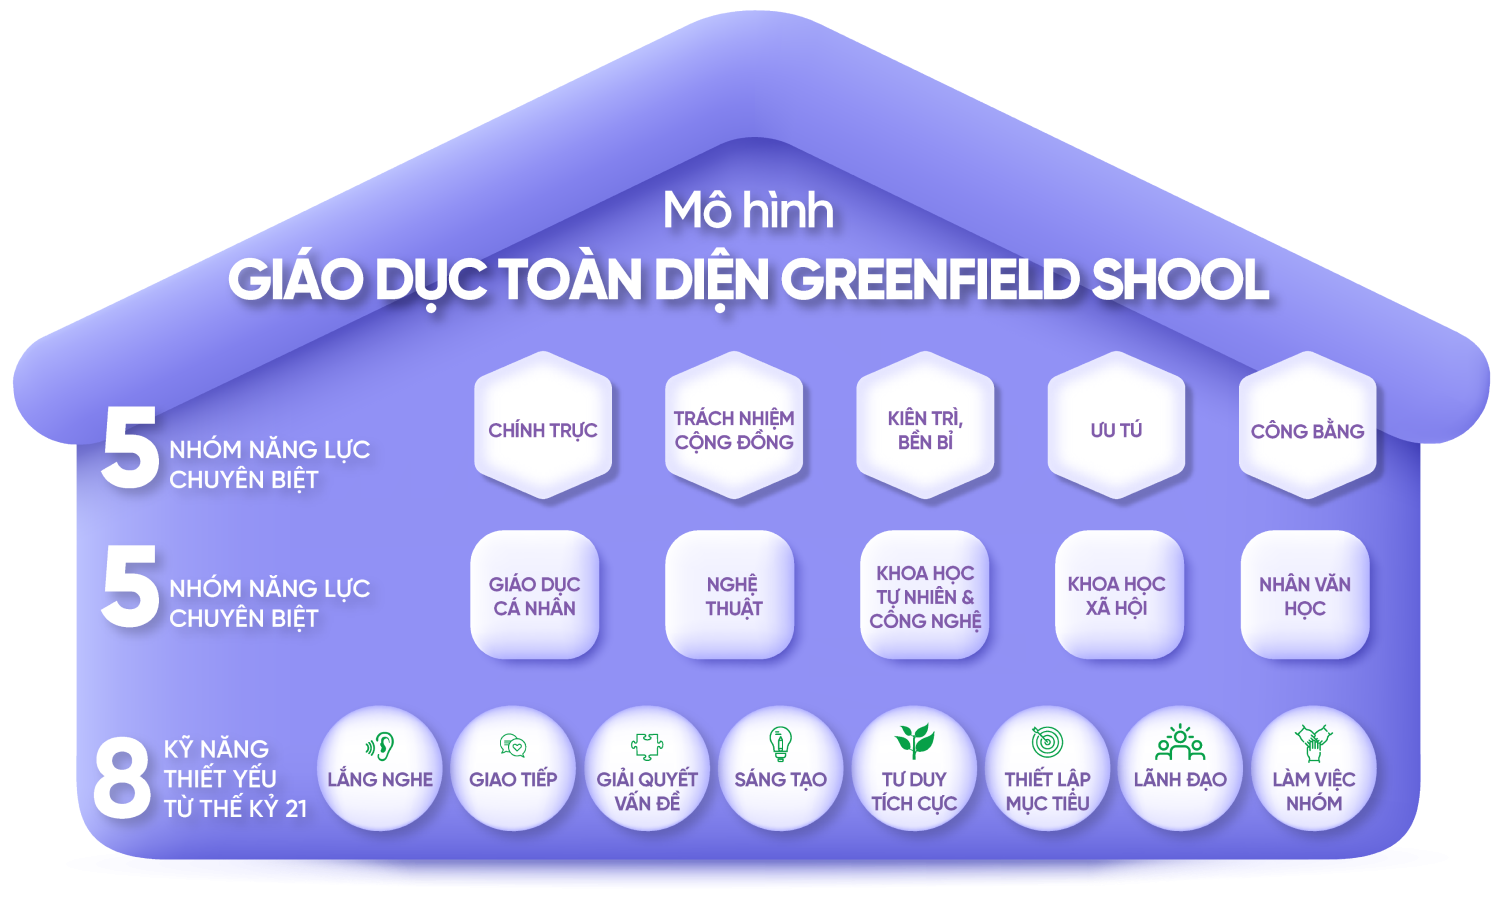 Mô hình
GIÁO DỤC TOÀN DIỆN GREENFIELD SHOOL
5
NHÓM NĂNG LỰC
CHUYÊN BIỆT
CHÍNH TRỰC
TRÁCH NHIỆM
CỘNG ĐỒNG
KIÊN TRÌ,
BỀN BỈ
ƯU TÚ
CÔNG BẰNG
5
NHÓM NĂNG LỰC
CHUYÊN BIỆT
GIÁO DỤC
CÁ NHÂN
NGHỆ
THUẬT
KHOA HỌC
TỰ NHIÊN &
CÔNG NGHỆ
KHOA HỌC
XÃ HỘI
NHÂN VĂN
HỌC
8
KỸ NĂNG
THIẾT YẾU
TỪ THẾ KỶ 21
LẮNG NGHE
GIAO TIẾP
GIẢI QUYẾT
VẤN ĐỀ
SÁNG TẠO
TƯ DUY
TÍCH CỰC
THIẾT LẬP
MỤC TIÊU
LÃNH ĐẠO
LÀM VIỆC
NHÓM